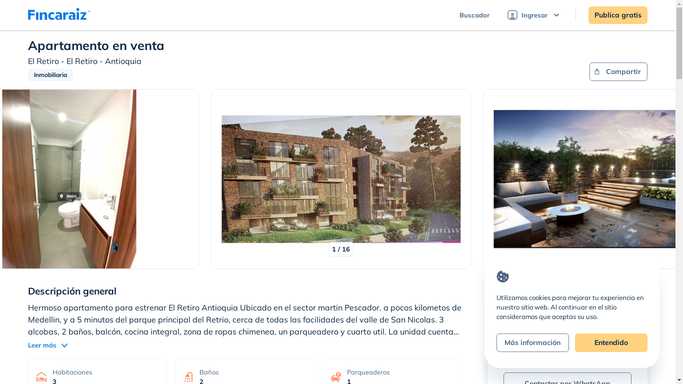 Fincaraiz
Buscador
Ingresar
Publica gratis
Apartamento en venta
El Retiro - El Retiro - Antioquia
Inmobiliaria
Compartir
1 / 16
Descripción general
Hermoso apartamento para estrenar El Retiro Antioquia Ubicado en el sector martin Pescador, a pocos kilometos de
Medellin, y a 5 minutos del parque principal del Retrio, cerca de todas las facilidades del valle de San Nicolas. 3
alcobas, 2 baños, balcón, cocina integral, zona de ropas chimenea, un parqueadero y cuarto util. La unidad cuenta...
Leer más
Habitaciones
3
Baños
2
Parqueaderos
1
Utilizamos cookies para mejorar tu experiencia en
nuestro sitio web. Al continuar en el sitio
consideramos que aceptas su uso.
Más información
Entendido
Contactar por WhatsApp